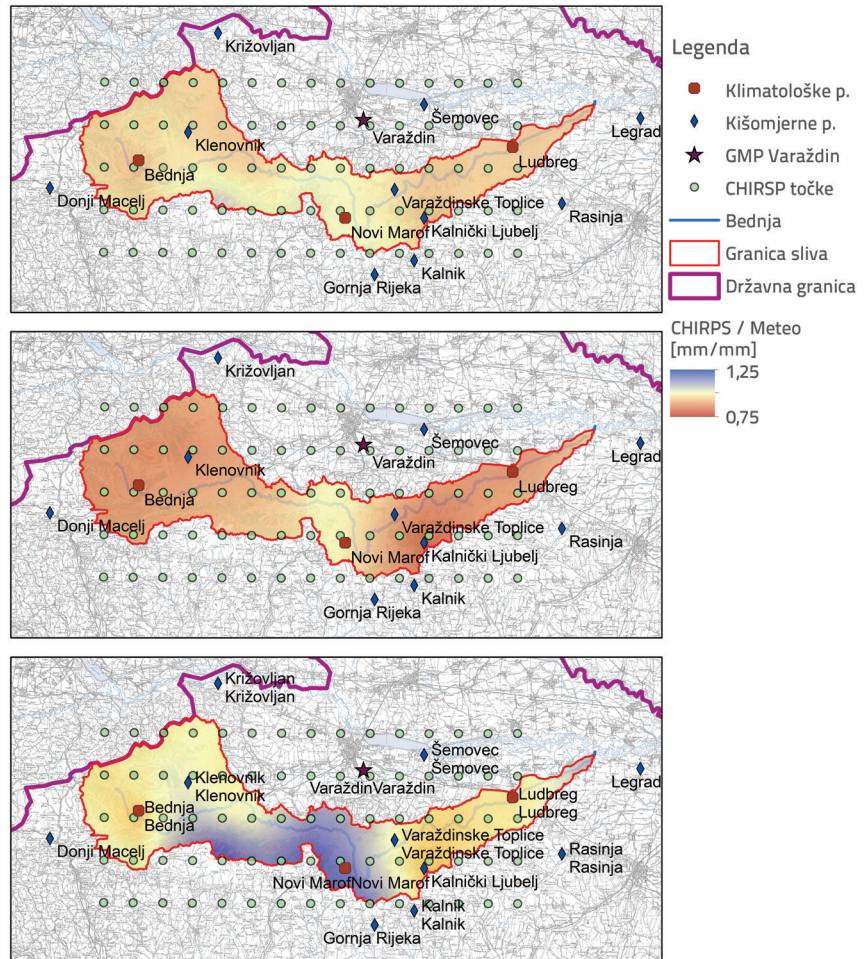 Križovljan
Šemovec
Varaždin
Legrad
Klenovnik
Ludbreg
Bednja
Donji Macelj
Varaždinske Toplice
Rasinja
Novi Marof
Kalnički Ljubelj
Kalnik
Gornja Rijeka
Legenda
Klimatološke p.
Kišomjerne p.
GMP Varaždin
CHIRSP točke
Bednja
Granica sliva
Državna granica
CHIRPS / Meteo
[mm/mm]
1,25
0,75
Križovljan
Šemovec
Varaždin
Legrad
Klenovnik
Ludbreg
Bednja
Donji Macelj
Varaždinske Toplice
Rasinja
Novi Marof
Kalnički Ljubelj
Kalnik
Gornja Rijeka
Križovljan
Križovljan
Šemovec
Šemovec
VaraždinVaraždin
Legrad
Klenovnik
Klenovnik
Ludbreg
Ludbreg
Bednja
Bednja
Donji Macelj
Varaždinske Toplice
Varaždinske Toplice
Rasinja
Rasinja
Novi MarofNovi Marof
Kalnički Ljubelj
Kalnik
Kalnik
Gornja Rijeka